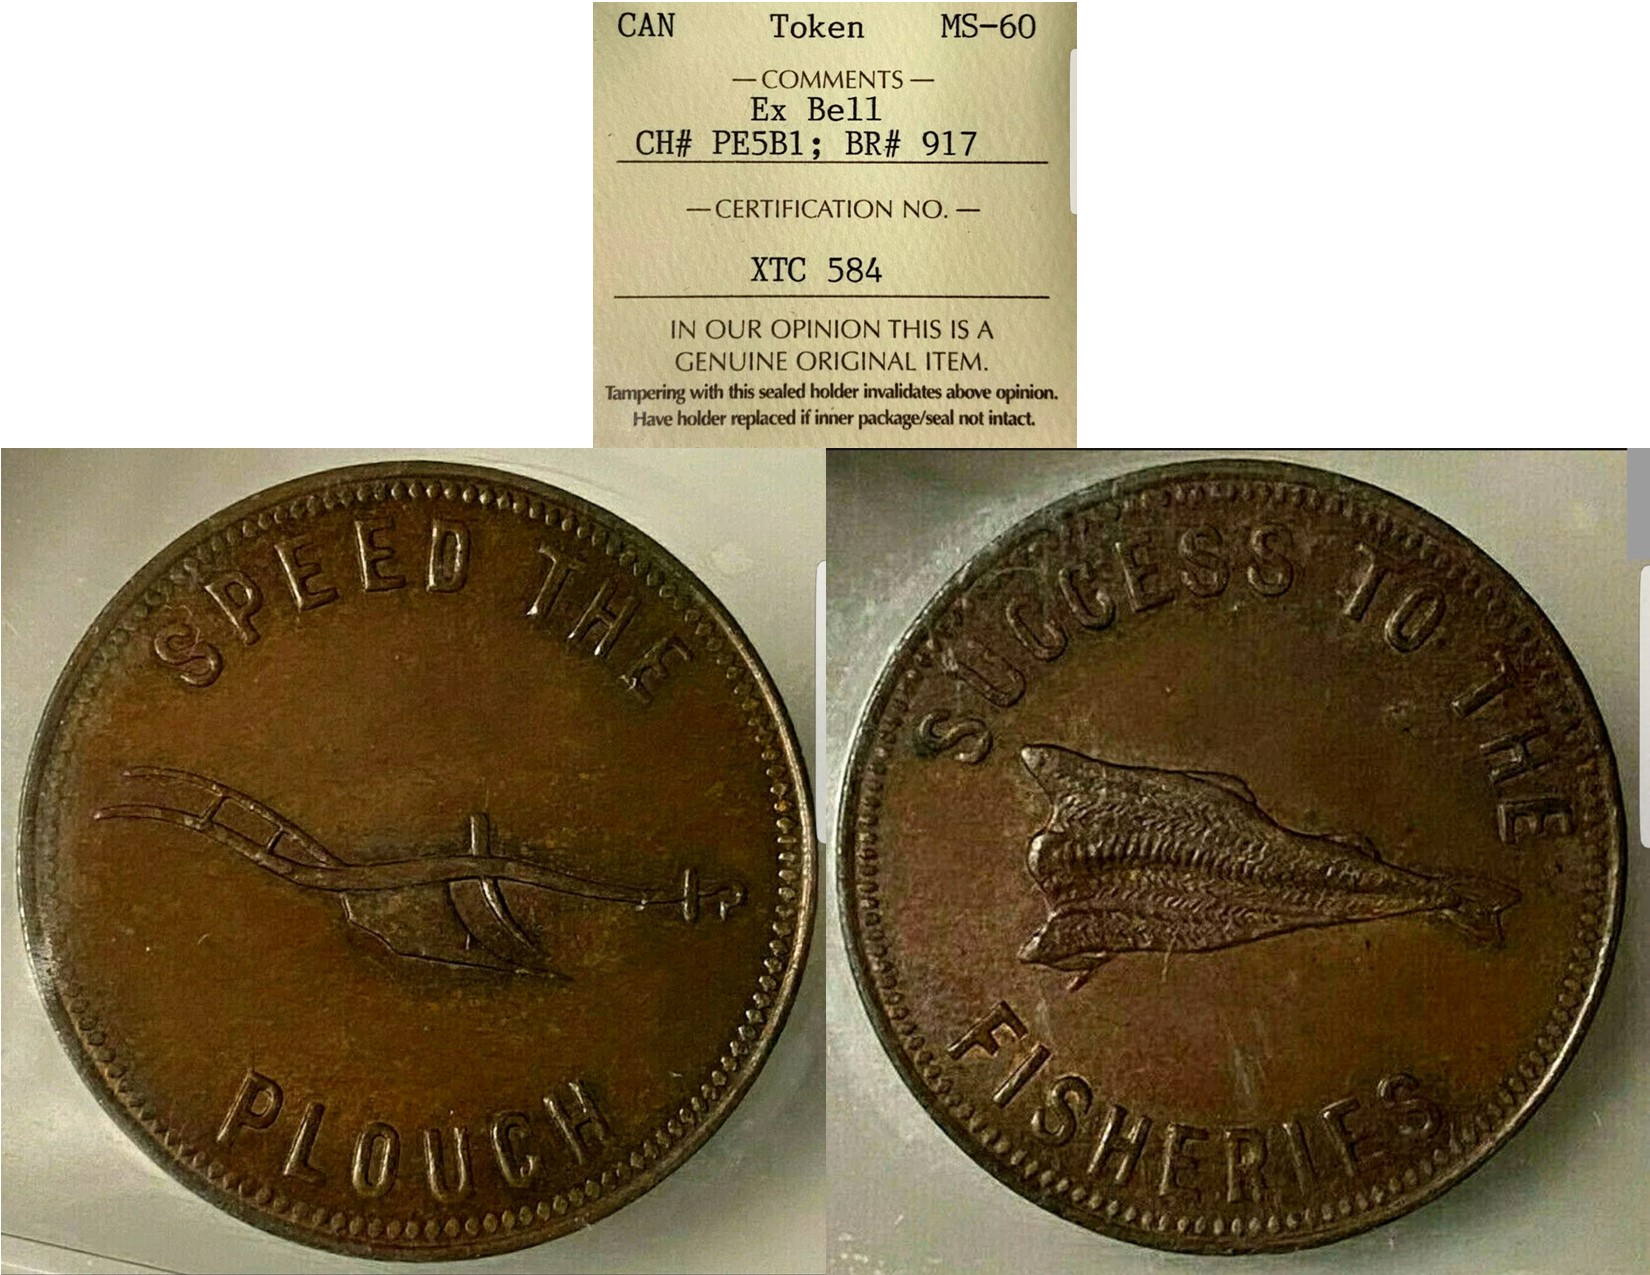 CAN Token MS-60
— COMMENTS —
Ex Bell
CH# PE5B1; BR# 917
— CERTIFICATION NO. —
XTC 584
IN OUR OPINION THIS IS A
GENUINE ORIGINAL ITEM.
Tampering with this sealed holder invalidates above opinion.
Have holder replaced if inner package/seal not intact.
SPEED THE
PLOUCH
SUCCESS TO THE
FISHERIES